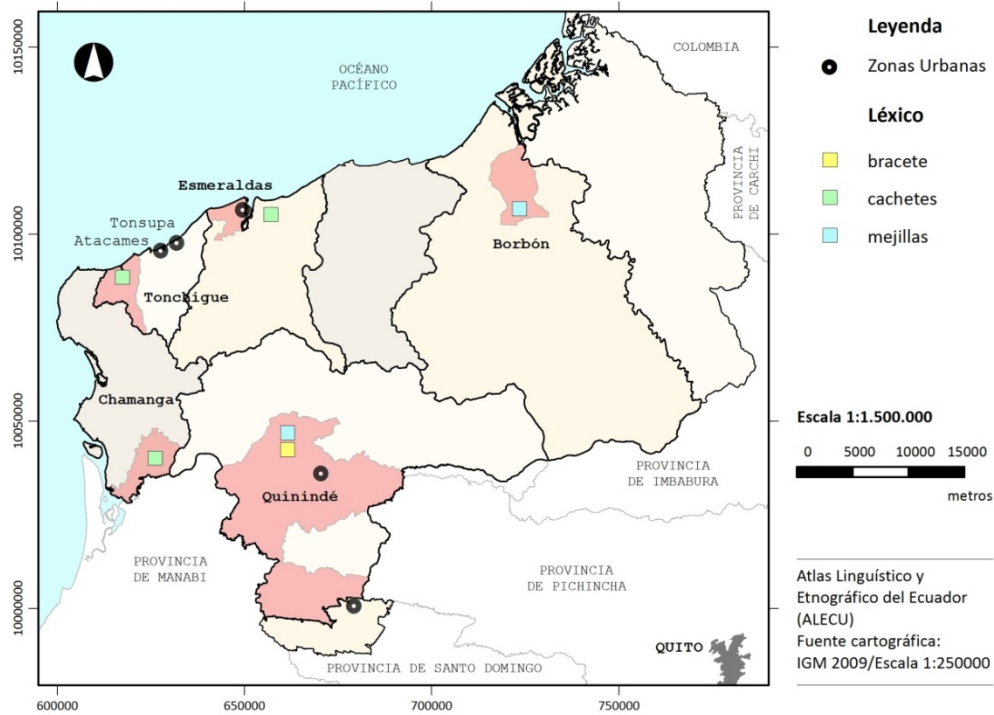 COLOMBIA
OCÉANO
PACÍFICO
PROVINCIA
DE CARCHI
Esmeraldas
Tonsupa
Atacames
Borbón
Tonchigue
Chamanga
Quinindé
PROVINCIA
DE IMBABURA
PROVINCIA
DE MANABI
PROVINCIA
DE PICHINCHA
QUITO
PROVINCIA DE SANTO DOMINGO
10150000
10100000
10050000
10000000
600000
650000
700000
750000
Leyenda
Zonas Urbanas
Léxico
bracete
cachetes
mejillas
Escala 1:1.500.000
0 5000 10000 15000
metros
Atlas Linguístico y
Etnográfico del Ecuador
(ALECU)
Fuente cartográfica:
IGM 2009/Escala 1:250000